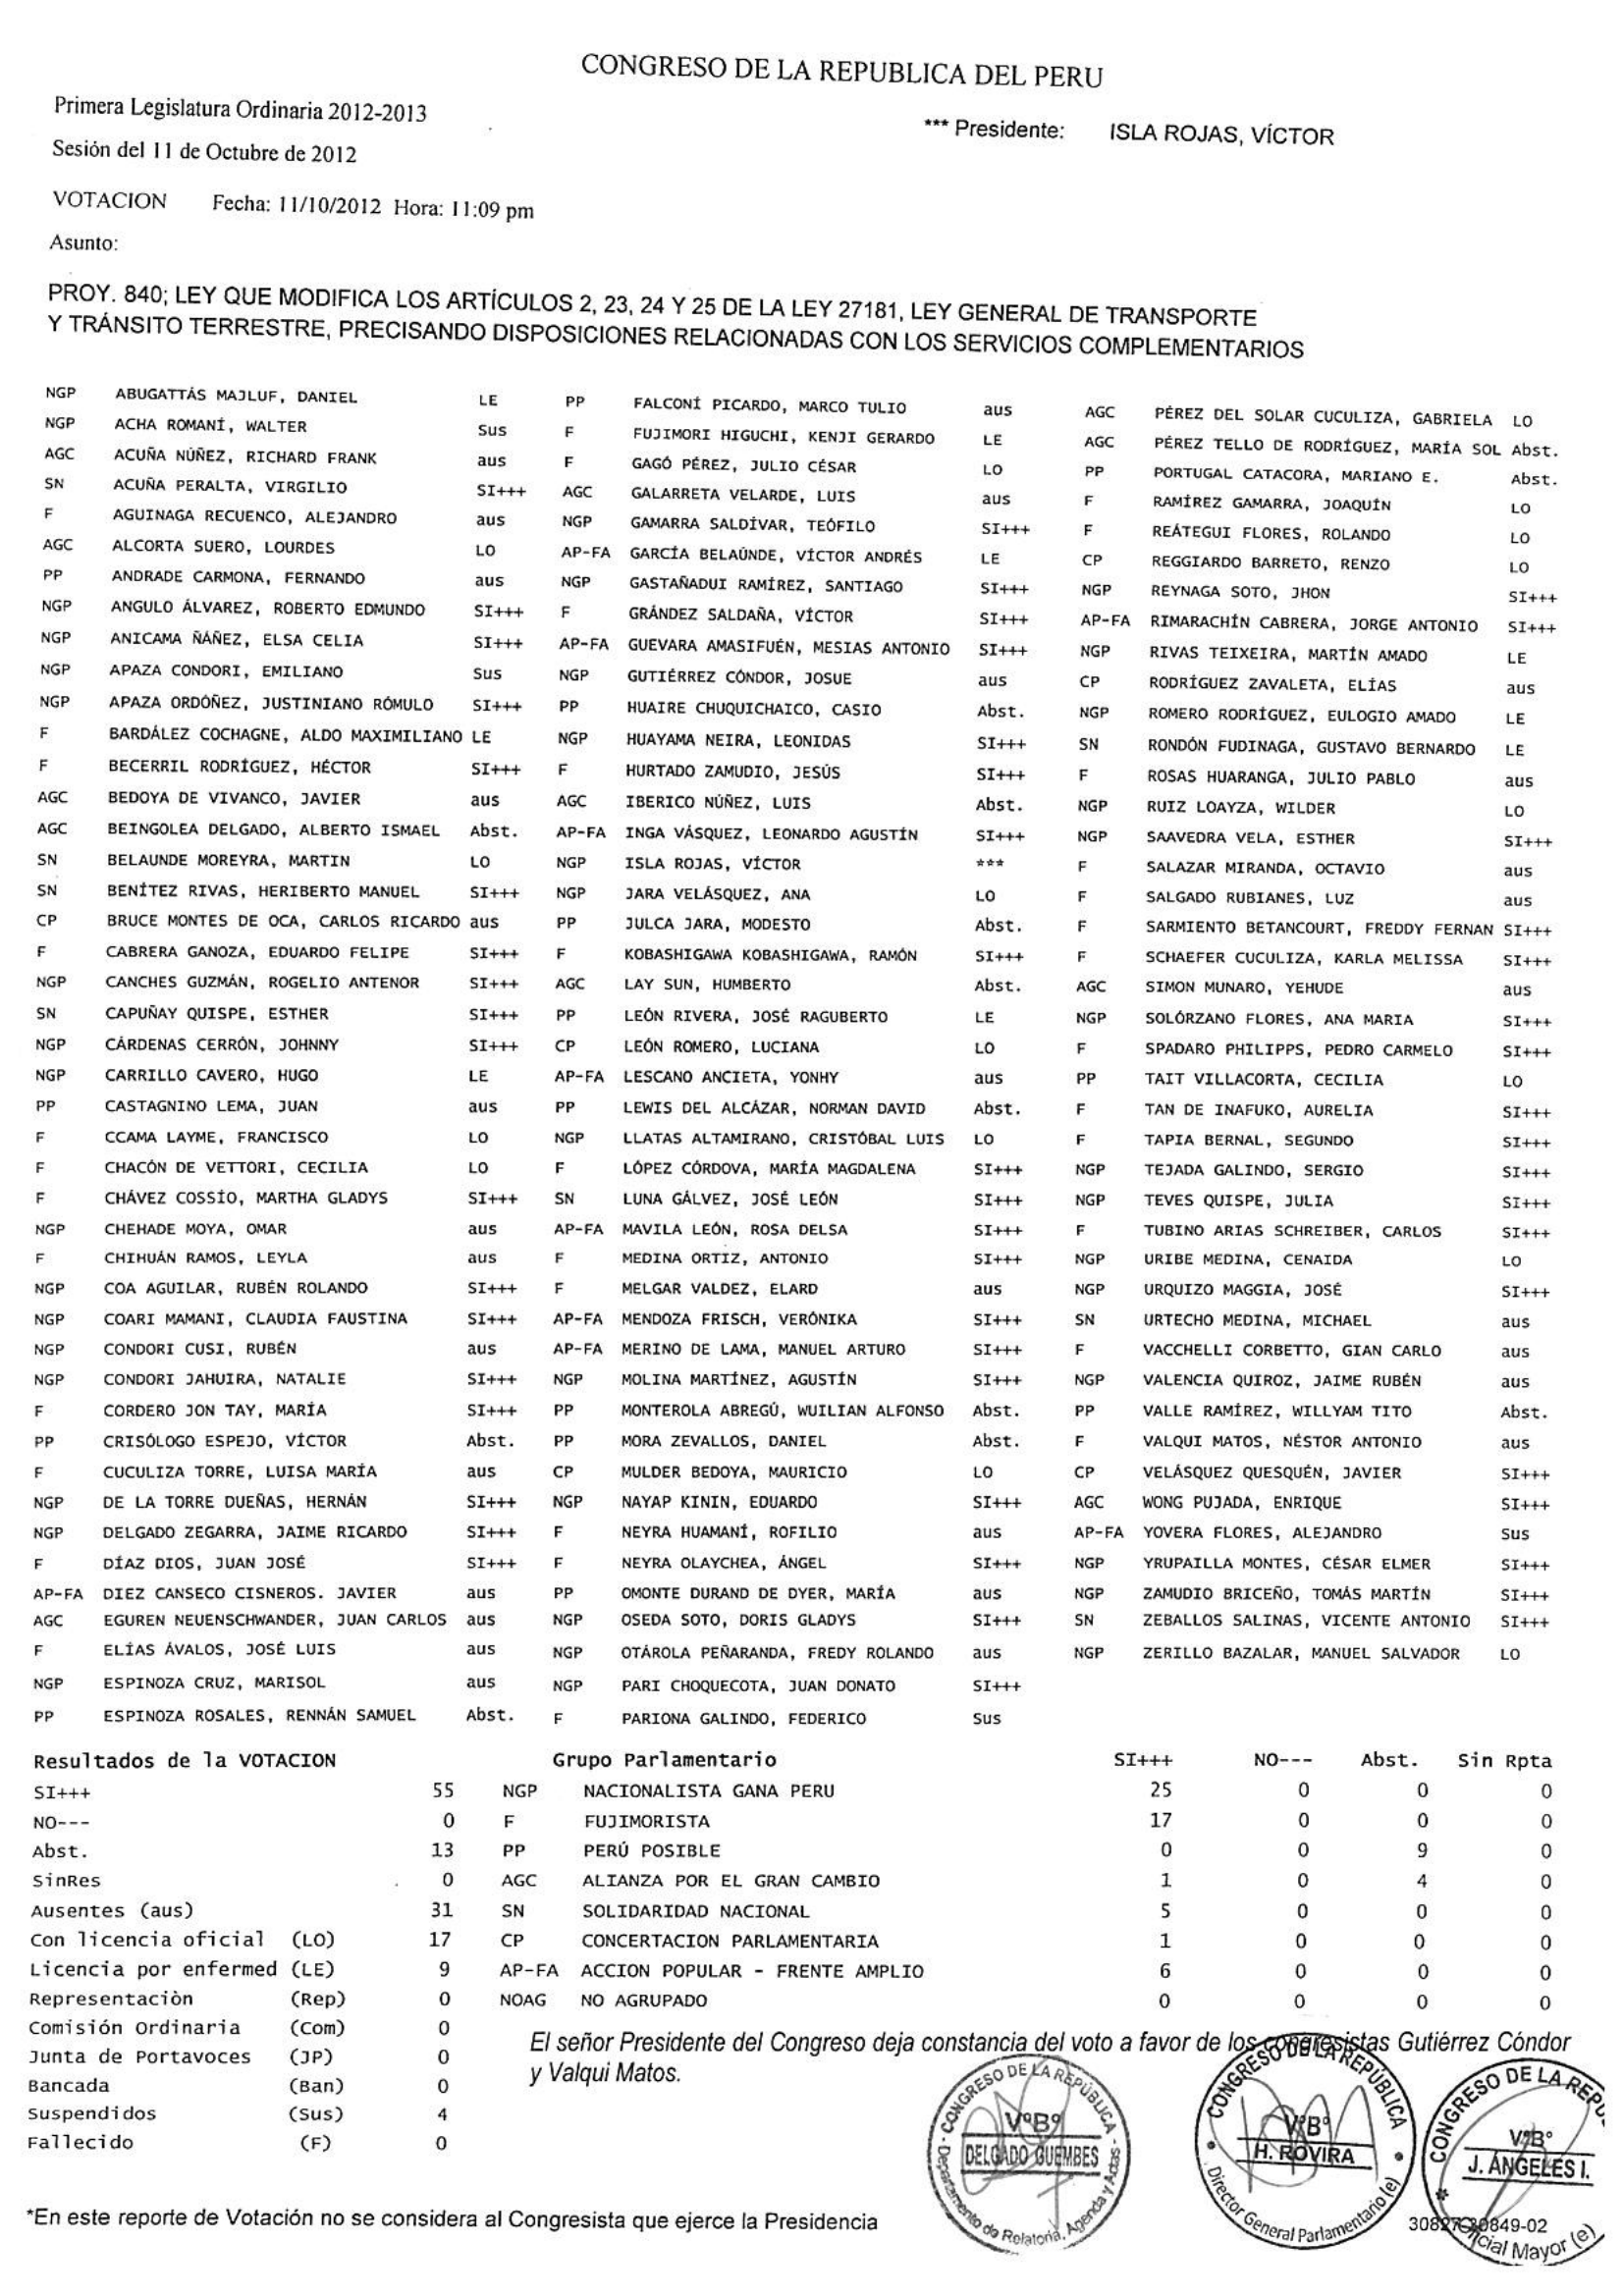 CONGRESO DE LA REPUBLICA DEL PERU
Primera Legislatura Ordinaria 2012-2013
*** Presidente: ISLA ROJAS, VÍCTOR
Sesión del 11 de Octubre de 2012
VOTACION Fecha: 11/10/2012 Hora: 11:09 pm
Asunto:
PROY. 840; LEY QUE MODIFICA LOS ARTÍCULOS 2, 23, 24 Y 25 DE LA LEY 27181, LEY GENERAL DE TRANSPORTE
Y TRÁNSITO TERRESTRE, PRECISANDO DISPOSICIONES RELACIONADAS CON LOS SERVICIOS COMPLEMENTARIOS
NGP ABUGATTÁS MAJLUF, DANIEL LE PP FALCONÍ PICARDO, MARCO TULIO aus AGC PÉREZ DEL SOLAR CUCULIZA, GABRIELA LO
NGP ACHA ROMANÍ, WALTER Sus F FUJIMORI HIGUCHI, KENJI GERARDO LE AGC PÉREZ TELLO DE RODRÍGUEZ, MARÍA SOL Abst.
AGC ACUÑA NÚÑEZ, RICHARD FRANK aus F GAGÓ PÉREZ, JULIO CÉSAR LO PP PORTUGAL CATACORA, MARIANO E. Abst.
SN ACUÑA PERALTA, VIRGILIO SI+++ AGC GALARRETA VELARDE, LUIS aus F RAMÍREZ GAMARRA, JOAQUÍN LO
F AGUINAGA RECUENCO, ALEJANDRO aus NGP GAMARRA SALDÍVAR, TEÓFILO SI+++ F REÁTEGUI FLORES, ROLANDO LO
AGC ALCORTA SUERO, LOURDES LO AP-FA GARCÍA BELAÚNDE, VÍCTOR ANDRÉS LE CP REGGIARDO BARRETO, RENZO LO
PP ANDRADE CARMONA, FERNANDO aus NGP GASTAÑADUI RAMÍREZ, SANTIAGO SI+++ NGP REYNAGA SOTO, JHON SI+++
NGP ANGULO ÁLVAREZ, ROBERTO EDMUNDO SI+++ F GRÁNDEZ SALDAÑA, VÍCTOR SI+++ AP-FA RIMARACHÍN CABRERA, JORGE ANTONIO SI+++
NGP ANICAMA ÑÁÑEZ, ELSA CELIA SI+++ AP-FA GUEVARA AMASIFUÉN, MESIAS ANTONIO SI+++ NGP RIVAS TEIXEIRA, MARTÍN AMADO LE
NGP APAZA CONDORI, EMILIANO Sus NGP GUTIÉRREZ CÓNDOR, JOSUE aus CP RODRÍGUEZ ZAVALETA, ELÍAS aus
NGP APAZA ORDÓÑEZ, JUSTINIANO RÓMULO SI+++ PP HUAIRE CHUQUICHAICO, CASIO Abst. NGP ROMERO RODRÍGUEZ, EULOGIO AMADO LE
F BARDÁLEZ COCHAGNE, ALDO MAXIMILIANO LE NGP HUAYAMA NEIRA, LEONIDAS SI+++ SN RONDÓN FUDINAGA, GUSTAVO BERNARDO LE
F BECERRIL RODRÍGUEZ, HÉCTOR SI+++ F HURTADO ZAMUDIO, JESÚS SI+++ F ROSAS HUARANGA, JULIO PABLO aus
AGC BEDOYA DE VIVANCO, JAVIER aus AGC IBERICO NÚÑEZ, LUIS Abst. NGP RUIZ LOAYZA, WILDER LO
AGC BEINGOLEA DELGADO, ALBERTO ISMAEL Abst. AP-FA INGA VÁSQUEZ, LEONARDO AGUSTÍN SI+++ NGP SAAVEDRA VELA, ESTHER SI+++
SN BELAUNDE MOREYRA, MARTIN LO NGP ISLA ROJAS, VÍCTOR *** F SALAZAR MIRANDA, OCTAVIO aus
SN BENÍTEZ RIVAS, HERIBERTO MANUEL SI+++ NGP JARA VELÁSQUEZ, ANA LO F SALGADO RUBIANES, LUZ aus
CP BRUCE MONTES DE OCA, CARLOS RICARDO aus PP JULCA JARA, MODESTO Abst. F SARMIENTO BETANCOURT, FREDDY FERNAN SI+++
F CABRERA GANOZA, EDUARDO FELIPE SI+++ F KOBASHIGAWA KOBASHIGAWA, RAMÓN SI+++ F SCHAEFER CUCULIZA, KARLA MELISSA SI+++
NGP CANCHES GUZMÁN, ROGELIO ANTENOR SI+++ AGC LAY SUN, HUMBERTO Abst. AGC SIMON MUNARO, YEHUDE aus
SN CAPUÑAY QUISPE, ESTHER SI+++ PP LEÓN RIVERA, JOSÉ RAGUBERTO LE NGP SOLÓRZANO FLORES, ANA MARIA SI+++
NGP CÁRDENAS CERRÓN, JOHNNY SI+++ CP LEÓN ROMERO, LUCIANA LO F SPADARO PHILIPPS, PEDRO CARMELO SI+++
NGP CARRILLO CAVERO, HUGO LE AP-FA LESCANO ANCIETA, YONHY aus PP TAIT VILLACORTA, CECILIA LO
PP CASTAGNINO LEMA, JUAN aus PP LEWIS DEL ALCÁZAR, NORMAN DAVID Abst. F TAN DE INAFUKO, AURELIA SI+++
F CCAMA LAYME, FRANCISCO LO NGP LLATAS ALTAMIRANO, CRISTÓBAL LUIS LO F TAPIA BERNAL, SEGUNDO SI+++
F CHACÓN DE VETTORI, CECILIA LO F LÓPEZ CÓRDOVA, MARÍA MAGDALENA SI+++ NGP TEJADA GALINDO, SERGIO SI+++
F CHÁVEZ COSSÍO, MARTHA GLADYS SI+++ SN LUNA GÁLVEZ, JOSÉ LEÓN SI+++ NGP TEVES QUISPE, JULIA SI+++
NGP CHEHADE MOYA, OMAR aus AP-FA MAVILA LEÓN, ROSA DELSA SI+++ F TUBINO ARIAS SCHREIBER, CARLOS SI+++
F CHIHUÁN RAMOS, LEYLA aus F MEDINA ORTIZ, ANTONIO SI+++ NGP URIBE MEDINA, CENAIDA LO
NGP COA AGUILAR, RUBÉN ROLANDO SI+++ F MELGAR VALDEZ, ELARD aus NGP URQUIZO MAGGIA, JOSÉ SI+++
NGP COARI MAMANI, CLAUDIA FAUSTINA SI+++ AP-FA MENDOZA FRISCH, VERÓNIKA SI+++ SN URTECHO MEDINA, MICHAEL aus
NGP CONDORI CUSI, RUBÉN aus AP-FA MERINO DE LAMA, MANUEL ARTURO SI+++ F VACCHELLI CORBETTO, GIAN CARLO aus
NGP CONDORI JAHUIRA, NATALIE SI+++ NGP MOLINA MARTÍNEZ, AGUSTÍN SI+++ NGP VALENCIA QUIROZ, JAIME RUBÉN aus
F CORDERO JON TAY, MARÍA SI+++ PP MONTEROLA ABREGÚ, WUILIAN ALFONSO Abst. PP VALLE RAMÍREZ, WILLYAM TITO Abst.
PP CRISÓLOGO ESPEJO, VÍCTOR Abst. PP MORA ZEVALLOS, DANIEL Abst. F VALQUI MATOS, NÉSTOR ANTONIO aus
F CUCULIZA TORRE, LUISA MARÍA aus CP MULDER BEDOYA, MAURICIO LO CP VELÁSQUEZ QUESQUÉN, JAVIER SI+++
NGP DE LA TORRE DUEÑAS, HERNÁN SI+++ NGP NAYAP KININ, EDUARDO SI+++ AGC WONG PUJADA, ENRIQUE SI+++
NGP DELGADO ZEGARRA, JAIME RICARDO SI+++ F NEYRA HUAMANÍ, ROFILIO aus AP-FA YOVERA FLORES, ALEJANDRO Sus
F DÍAZ DIOS, JUAN JOSÉ SI+++ F NEYRA OLAYCHEA, ÁNGEL SI+++ NGP YRUPAILLA MONTES, CÉSAR ELMER SI+++
AP-FA DIEZ CANSECO CISNEROS. JAVIER aus PP OMONTE DURAND DE DYER, MARÍA aus NGP ZAMUDIO BRICEÑO, TOMÁS MARTÍN SI+++
AGC EGUREN NEUENSCHWANDER, JUAN CARLOS aus NGP OSEDA SOTO, DORIS GLADYS SI+++ SN ZEBALLOS SALINAS, VICENTE ANTONIO SI+++
F ELÍAS ÁVALOS, JOSÉ LUIS aus NGP OTÁROLA PEÑARANDA, FREDY ROLANDO aus NGP ZERILLO BAZALAR, MANUEL SALVADOR LO
NGP ESPINOZA CRUZ, MARISOL aus NGP PARI CHOQUECOTA, JUAN DONATO SI+++
PP ESPINOZA ROSALES, RENNÁN SAMUEL Abst. F PARIONA GALINDO, FEDERICO Sus
Resultados de la VOTACION Grupo Parlamentario SI+++ NO--- Abst. Sin Rpta
SI+++ 55 NGP NACIONALISTA GANA PERU 25 0 0 0
NO--- 0 F FUJIMORISTA 17 0 0 0
Abst. 13 PP PERÚ POSIBLE 0 0 9 0
SinRes 0 AGC ALIANZA POR EL GRAN CAMBIO 1 0 4 0
Ausentes (aus) 31 SN SOLIDARIDAD NACIONAL 5 0 0 0
Con licencia oficial (LO) 17 CP CONCERTACION PARLAMENTARIA 1 0 0 0
Licencia por enfermed (LE) 9 AP-FA ACCION POPULAR - FRENTE AMPLIO 6 0 0 0
Representaciòn (Rep) 0 NOAG NO AGRUPADO 0 0 0 0
Comisión Ordinaria (Com) 0
Junta de Portavoces (JP) 0
Bancada (Ban) 0
Suspendidos (Sus) 4
Fallecido (F) 0
El señor Presidente del Congreso deja constancia del voto a favor de los congresistas Gutiérrez Cóndor
y Valqui Matos.
CONGRESO DE LA REPÚBLICA
VºBº
DELGADO GUEMBES
Departamento de Relatoría, Agenda y Actas
CONGRESO DE LA REPÚBLICA
VºBº
H. ROVIRA
Director General Parlamentario (e)
CONGRESO DE LA REPÚ
VºBº
J. ÁNGELES I.
Oficial Mayor (e)
30827-30849-02
*En este reporte de Votación no se considera al Congresista que ejerce la Presidencia